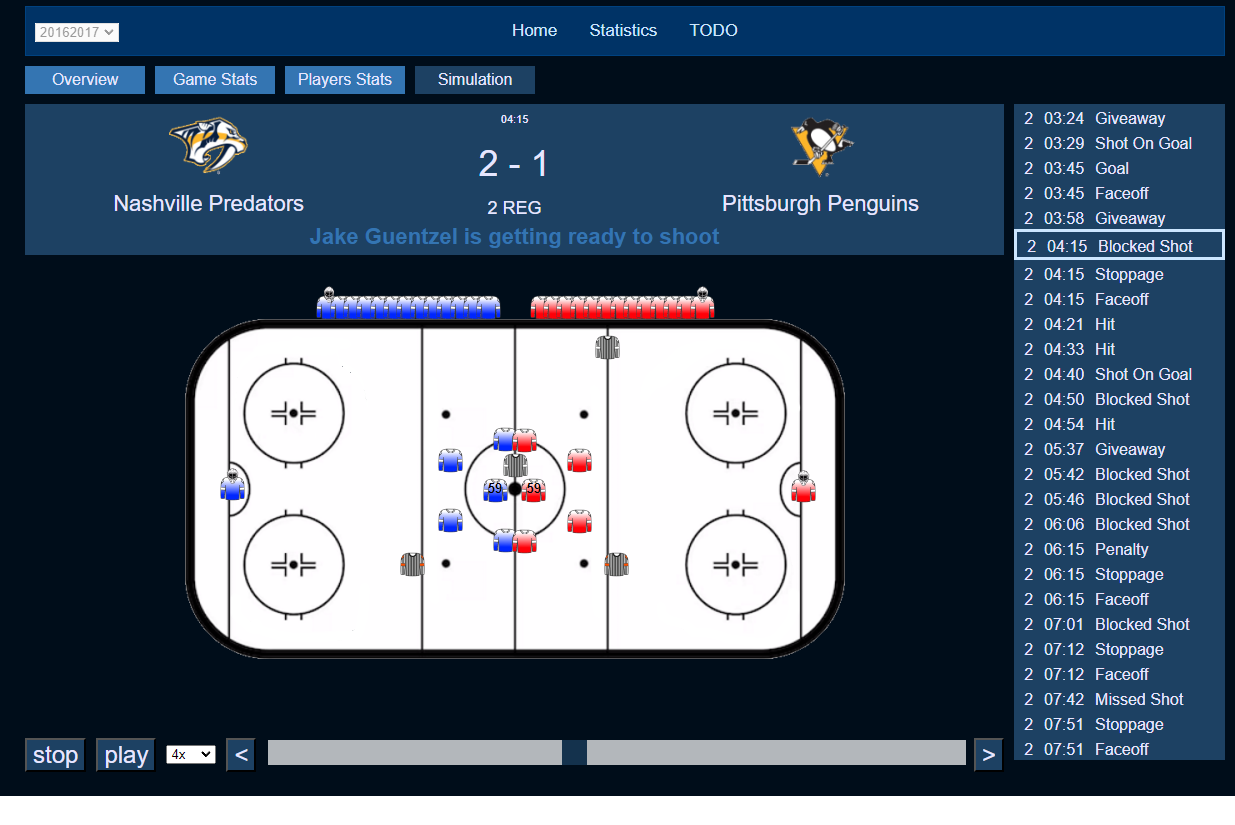 20162017 Home Statistics TODO
Overview Game Stats Players Stats Simulation
04:15
2 - 1
Nashville Predators 2 REG Pittsburgh Penguins
Jake Guentzel is getting ready to shoot
59 59
stop play 4x < >
2 03:24 Giveaway
2 03:29 Shot On Goal
2 03:45 Goal
2 03:45 Faceoff
2 03:58 Giveaway
2 04:15 Blocked Shot
2 04:15 Stoppage
2 04:15 Faceoff
2 04:21 Hit
2 04:33 Hit
2 04:40 Shot On Goal
2 04:50 Blocked Shot
2 04:54 Hit
2 05:37 Giveaway
2 05:42 Blocked Shot
2 05:46 Blocked Shot
2 06:06 Blocked Shot
2 06:15 Penalty
2 06:15 Stoppage
2 06:15 Faceoff
2 07:01 Blocked Shot
2 07:12 Stoppage
2 07:12 Faceoff
2 07:42 Missed Shot
2 07:51 Stoppage
2 07:51 Faceoff